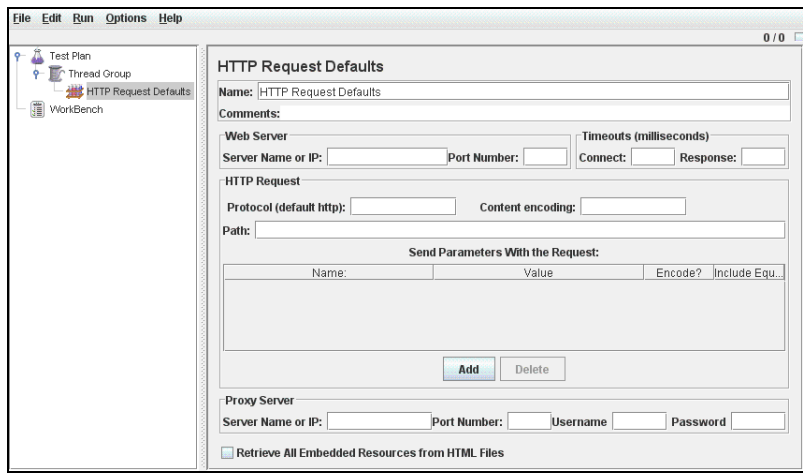 File Edit Run Options Help
0 / 0
Test Plan
Thread Group
HTTP Request Defaults
WorkBench
HTTP Request Defaults
Name: HTTP Request Defaults
Comments:
Web Server
Server Name or IP: Port Number:
Timeouts (milliseconds)
Connect: Response:
HTTP Request
Protocol (default http): Content encoding:
Path:
Send Parameters With the Request:
Name: Value Encode? Include Equ...
Add Delete
Proxy Server
Server Name or IP: Port Number: Username Password
Retrieve All Embedded Resources from HTML Files